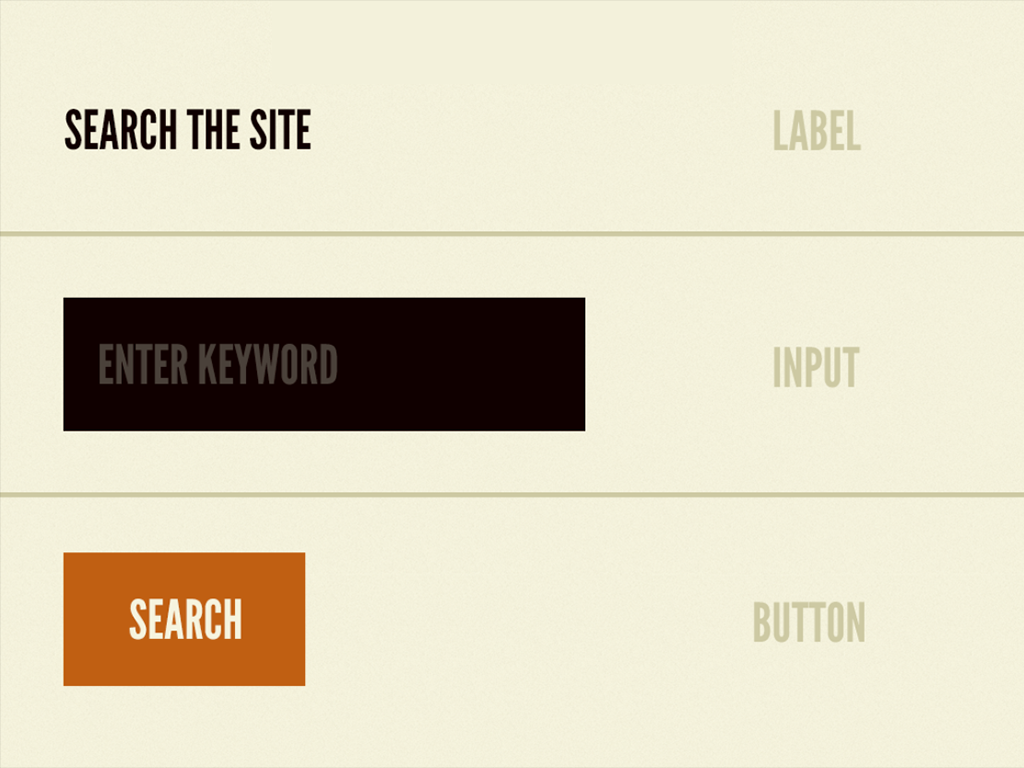 SEARCH THE SITE
LABEL
ENTER KEYWORD
INPUT
SEARCH
BUTTON